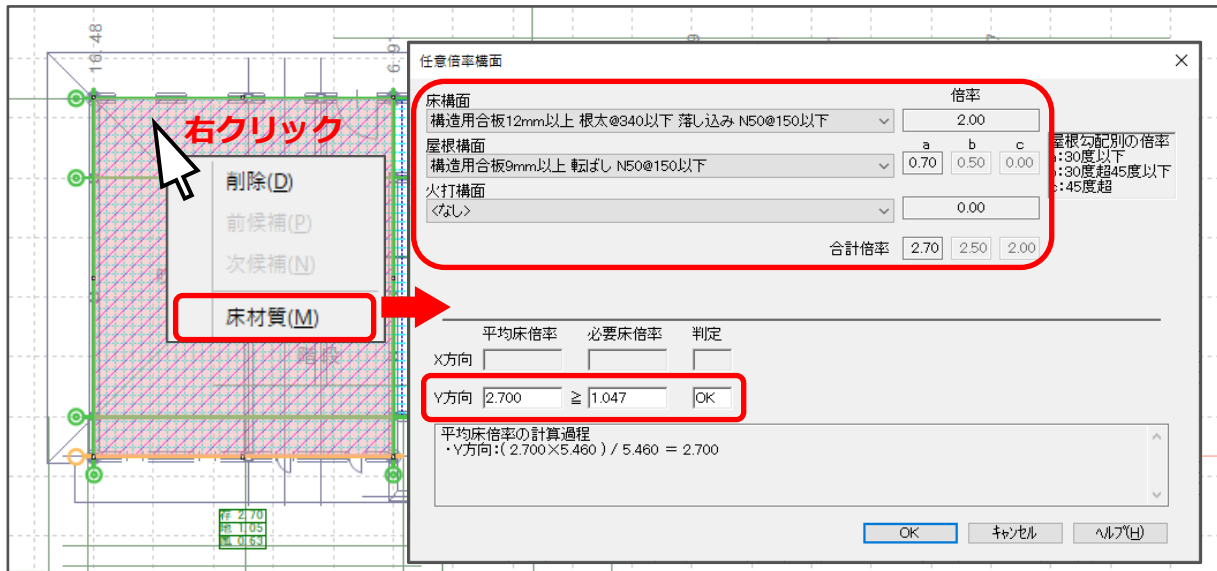 16.48
6.91
右クリック
削除(D)
前候補(P)
次候補(N)
床材質(M)
階段
存 2.70
地 1.05
風 0.63
任意倍率構面
床構面
倍率
構造用合板12mm以上 根太@340以下 落し込み N50@150以下
2.00
屋根構面
a b c
構造用合板9mm以上 転ばし N50@150以下
0.70 0.50 0.00
屋根勾配別の倍率
:30度以下
:30度超45度以下
:45度超
火打構面
<なし>
0.00
合計倍率 2.70 2.50 2.00
平均床倍率 必要床倍率 判定
X方向
Y方向 2.700 ≧ 1.047 OK
平均床倍率の計算過程
・Y方向:( 2.700×5.460 ) / 5.460 = 2.700
OK キャンセル ヘルプ(H)